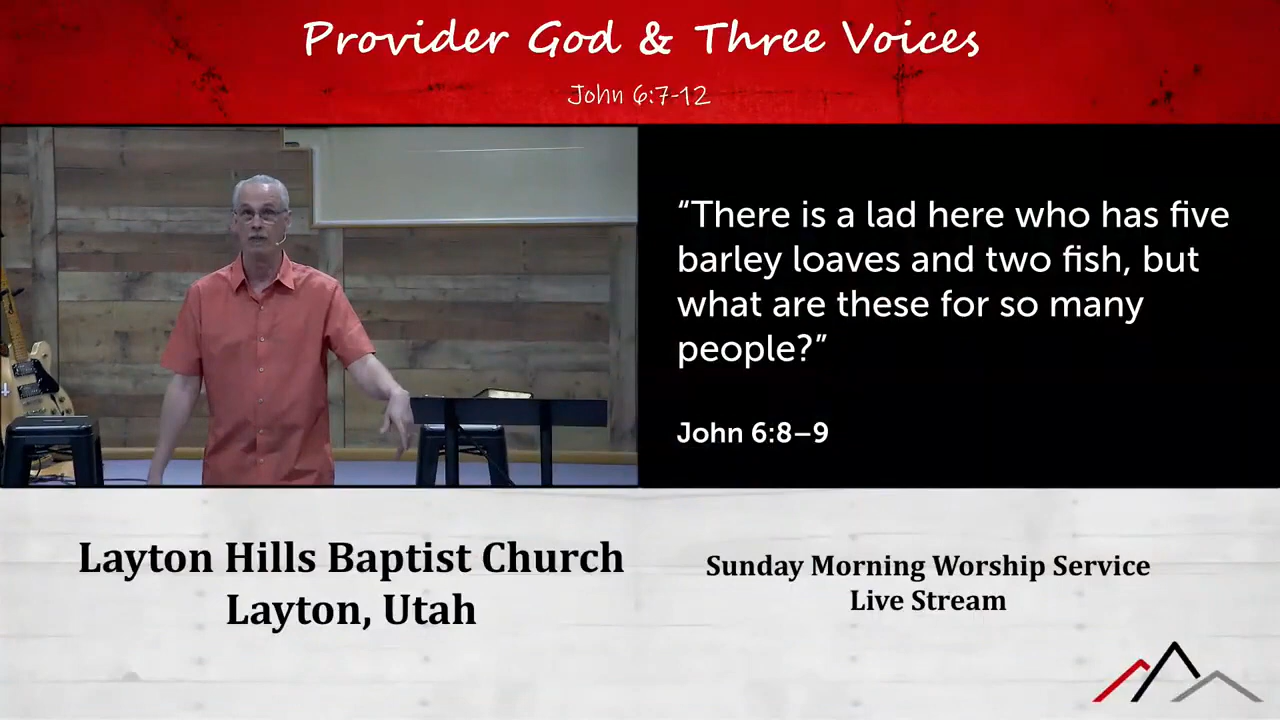 Provider God & Three Voices
John 6:7-12
“There is a lad here who has five
barley loaves and two fish, but
what are these for so many
people?”
John 6:8–9
Layton Hills Baptist Church
Layton, Utah
Sunday Morning Worship Service
Live Stream